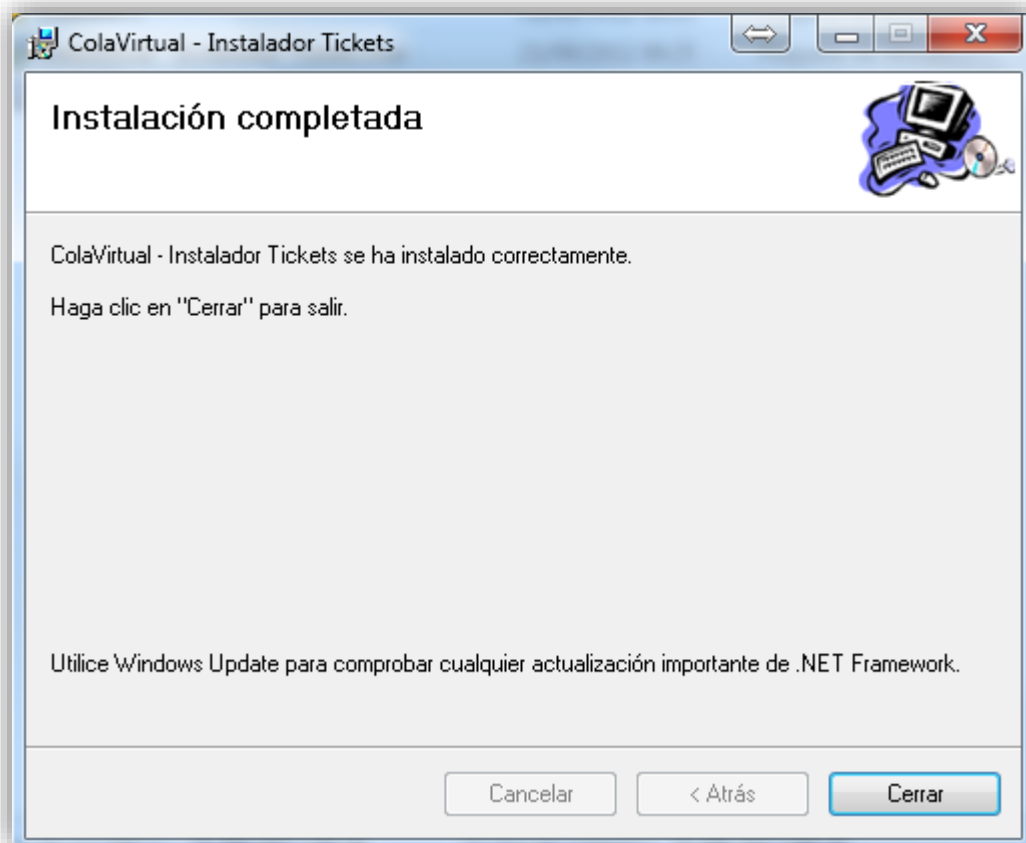 ColaVirtual - Instalador Tickets
Instalación completada
ColaVirtual - Instalador Tickets se ha instalado correctamente.
Haga clic en "Cerrar" para salir.
Utilice Windows Update para comprobar cualquier actualización importante de .NET Framework.
Cancelar < Atrás Cerrar